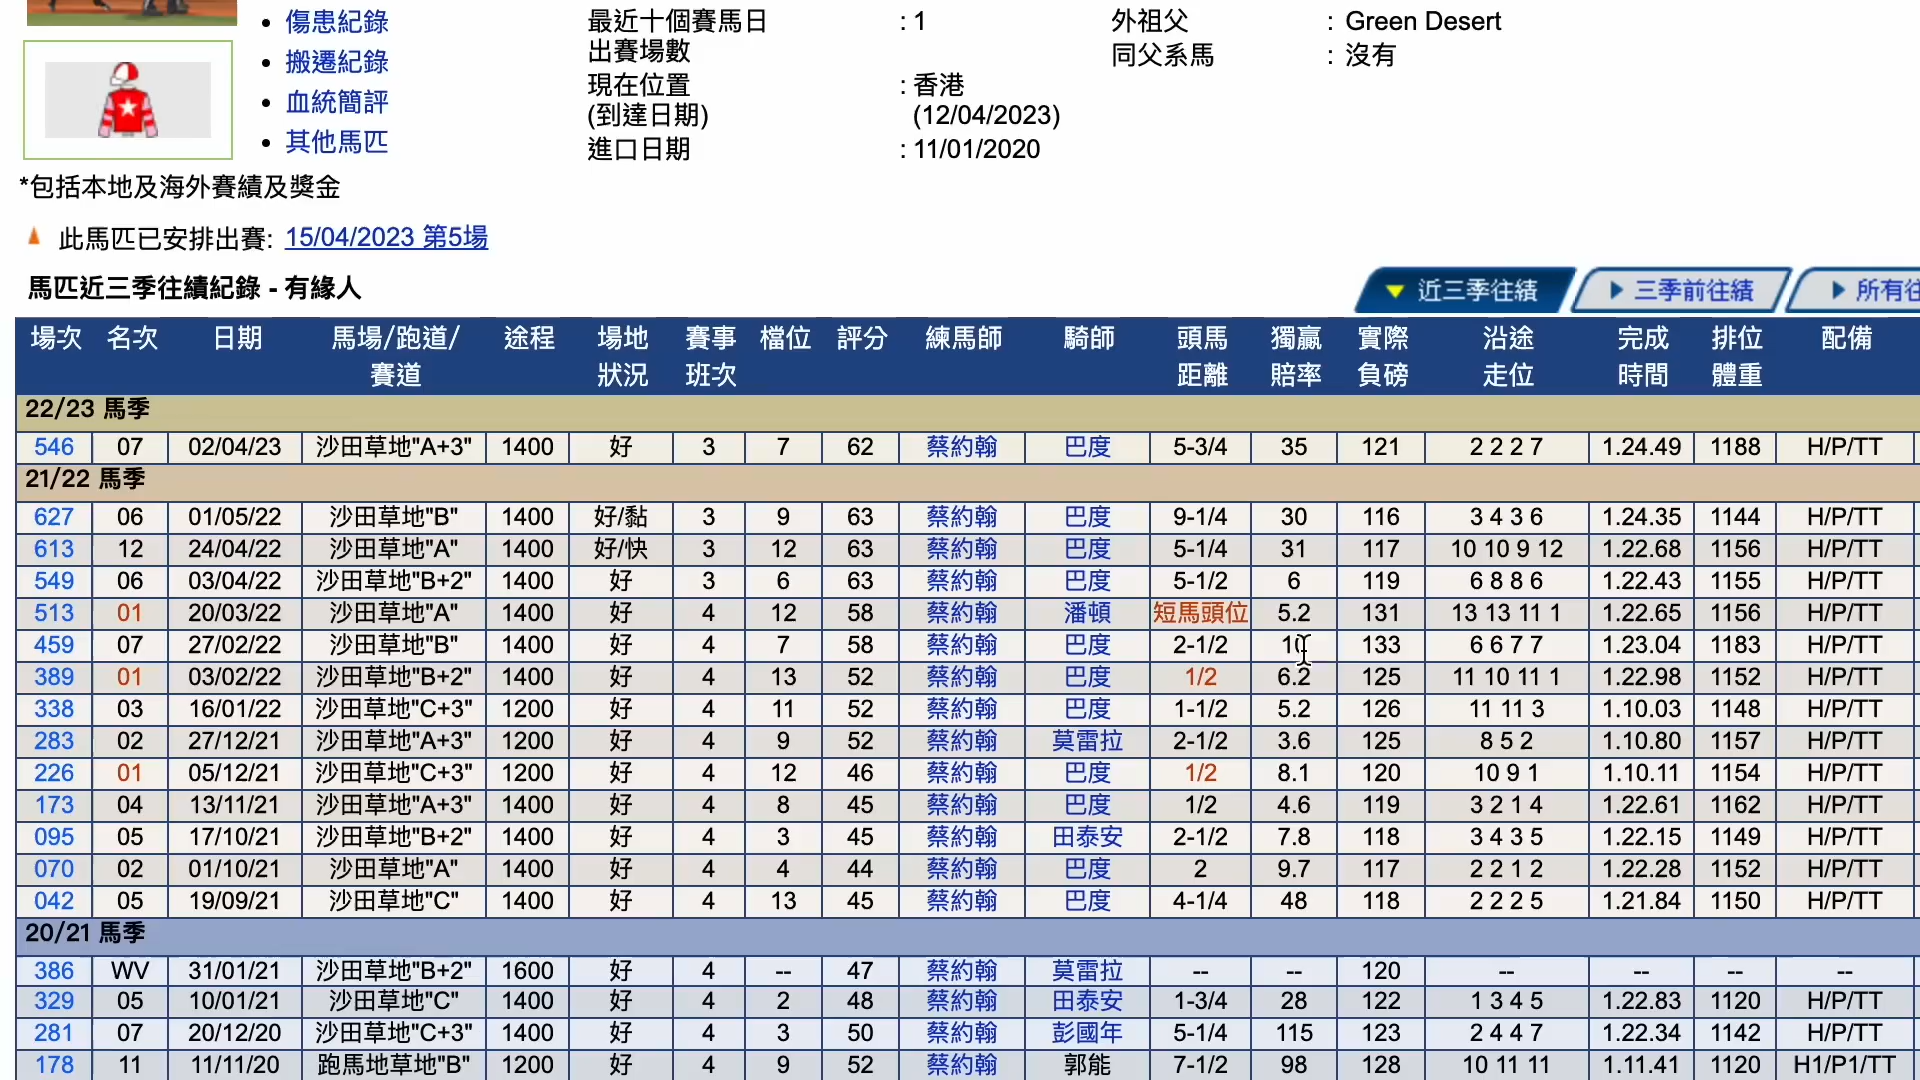 傷患紀錄
搬遷紀錄
血統簡評
其他馬匹
最近十個賽馬日
出賽場數 : 1
現在位置
(到達日期) : 香港
(12/04/2023)
進口日期 : 11/01/2020
外祖父 : Green Desert
同父系馬 : 沒有
*包括本地及海外賽績及獎金
此馬匹已安排出賽: 15/04/2023 第5場
馬匹近三季往績紀錄 - 有緣人
近三季往績 三季前往績 所有往
場次 名次 日期 馬場/跑道/賽道 途程 場地狀況 賽事班次 檔位 評分 練馬師 騎師 頭馬距離 獨贏賠率 實際負磅 沿途走位 完成時間 排位體重 配備
22/23 馬季
546 07 02/04/23 沙田草地"A+3" 1400 好 3 7 62 蔡約翰 巴度 5-3/4 35 121 2 2 2 7 1.24.49 1188 H/P/TT
21/22 馬季
627 06 01/05/22 沙田草地"B" 1400 好/黏 3 9 63 蔡約翰 巴度 9-1/4 30 116 3 4 3 6 1.24.35 1144 H/P/TT
613 12 24/04/22 沙田草地"A" 1400 好/快 3 12 63 蔡約翰 巴度 5-1/4 31 117 10 10 9 12 1.22.68 1156 H/P/TT
549 06 03/04/22 沙田草地"B+2" 1400 好 3 6 63 蔡約翰 巴度 5-1/2 6 119 6 8 8 6 1.22.43 1155 H/P/TT
513 01 20/03/22 沙田草地"A" 1400 好 4 12 58 蔡約翰 潘頓 短馬頭位 5.2 131 13 13 11 1 1.22.65 1156 H/P/TT
459 07 27/02/22 沙田草地"B" 1400 好 4 7 58 蔡約翰 巴度 2-1/2 10 133 6 6 7 7 1.23.04 1183 H/P/TT
389 01 03/02/22 沙田草地"B+2" 1400 好 4 13 52 蔡約翰 巴度 1/2 6.2 125 11 10 11 1 1.22.98 1152 H/P/TT
338 03 16/01/22 沙田草地"C+3" 1200 好 4 11 52 蔡約翰 巴度 1-1/2 5.2 126 11 11 3 1.10.03 1148 H/P/TT
283 02 27/12/21 沙田草地"A+3" 1200 好 4 9 52 蔡約翰 莫雷拉 2-1/2 3.6 125 8 5 2 1.10.80 1157 H/P/TT
226 01 05/12/21 沙田草地"C+3" 1200 好 4 12 46 蔡約翰 巴度 1/2 8.1 120 10 9 1 1.10.11 1154 H/P/TT
173 04 13/11/21 沙田草地"A+3" 1400 好 4 8 45 蔡約翰 巴度 1/2 4.6 119 3 2 1 4 1.22.61 1162 H/P/TT
095 05 17/10/21 沙田草地"B+2" 1400 好 4 3 45 蔡約翰 田泰安 2-1/2 7.8 118 3 4 3 5 1.22.15 1149 H/P/TT
070 02 01/10/21 沙田草地"A" 1400 好 4 4 44 蔡約翰 巴度 2 9.7 117 2 2 1 2 1.22.28 1152 H/P/TT
042 05 19/09/21 沙田草地"C" 1400 好 4 13 45 蔡約翰 巴度 4-1/4 48 118 2 2 2 5 1.21.84 1150 H/P/TT
20/21 馬季
386 WV 31/01/21 沙田草地"B+2" 1600 好 4 -- 47 蔡約翰 莫雷拉 -- -- 120 -- -- -- --
329 05 10/01/21 沙田草地"C" 1400 好 4 2 48 蔡約翰 田泰安 1-3/4 28 122 1 3 4 5 1.22.83 1120 H/P/TT
281 07 20/12/20 沙田草地"C+3" 1400 好 4 3 50 蔡約翰 彭國年 5-1/4 115 123 2 4 4 7 1.22.34 1142 H/P/TT
178 11 11/11/20 跑馬地草地"B" 1200 好 4 9 52 蔡約翰 郭能 7-1/2 98 128 10 11 11 1.11.41 1120 H1/P1/TT